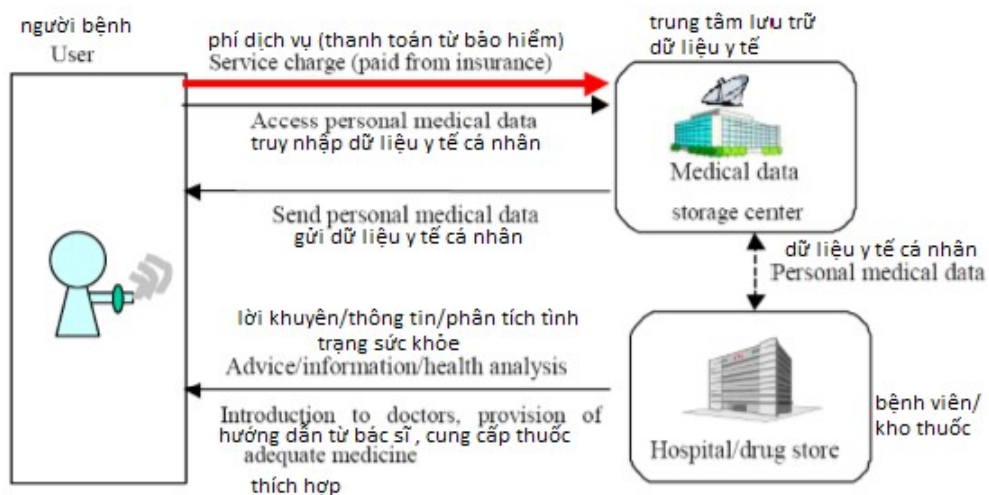 người bệnh
User
phí dịch vụ (thanh toán từ bảo hiểm)
Service charge (paid from insurance)
Access personal medical data
truy nhập dữ liệu y tế cá nhân
Send personal medical data
gửi dữ liệu y tế cá nhân
lời khuyên/thông tin/phân tích tình
trạng sức khỏe
Advice/information/health analysis
Introduction to doctors, provision of
hướng dẫn từ bác sĩ , cung cấp thuốc
adequate medicine
thích hợp
trung tâm lưu trữ
dữ liệu y tế
Medical data
storage center
dữ liệu y tế cá nhân
Personal medical data
Hospital/drug store
bệnh viên/
kho thuốc